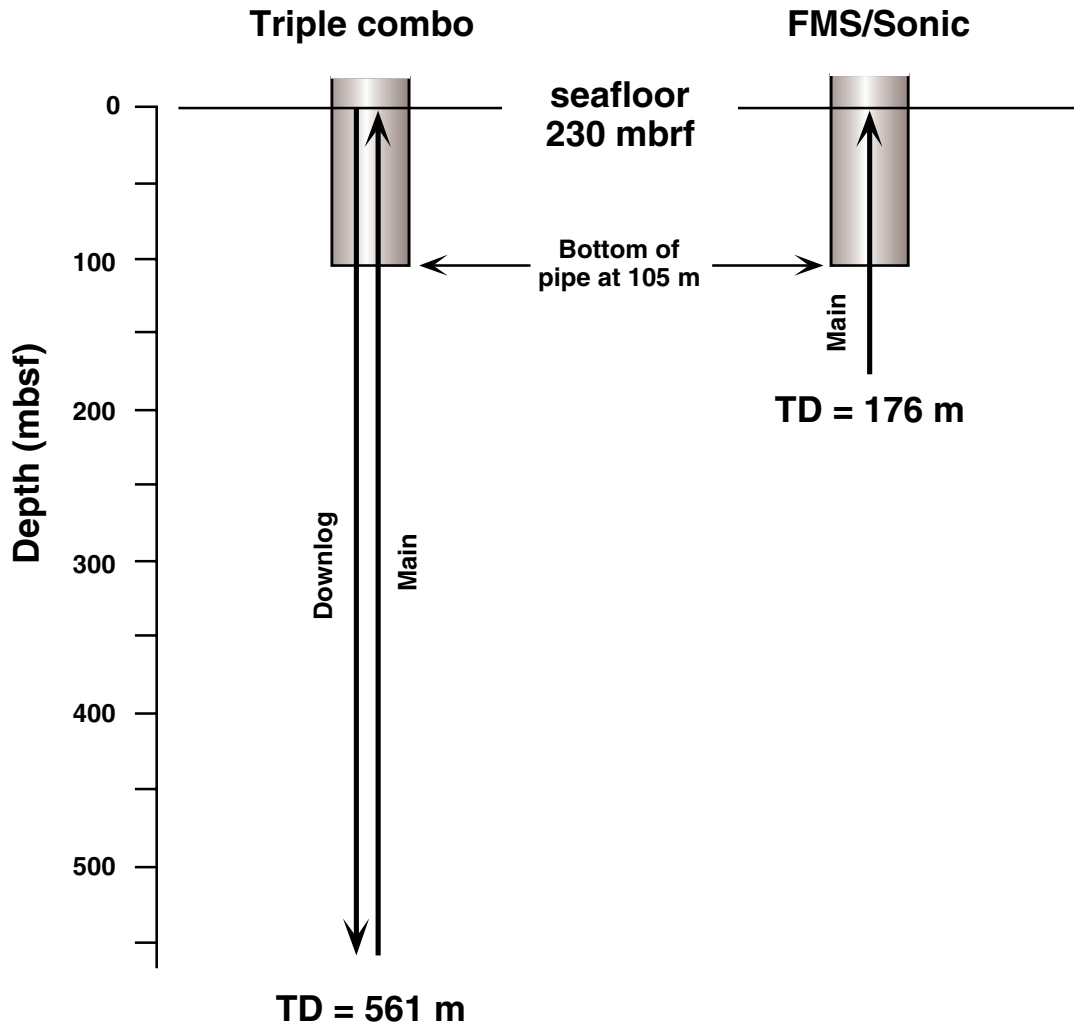 Triple combo
FMS/Sonic
seafloor
230 mbrf
0
100
200
300
400
500
Depth (mbsf)
Bottom of
pipe at 105 m
Main
TD = 176 m
Downlog
Main
TD = 561 m